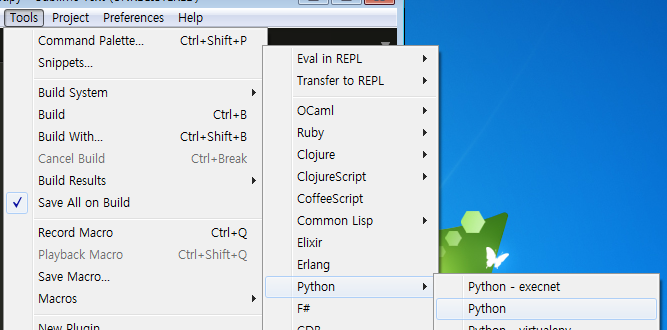 Tools Project Preferences Help
Command Palette... Ctrl+Shift+P
Snippets...
Build System
Build Ctrl+B
Build With... Ctrl+Shift+B
Cancel Build Ctrl+Break
Build Results
Save All on Build
Record Macro Ctrl+Q
Playback Macro Ctrl+Shift+Q
Save Macro...
Macros
New Plugin
Eval in REPL
Transfer to REPL
OCaml
Ruby
Clojure
ClojureScript
CoffeeScript
Common Lisp
Elixir
Erlang
Python
F#
GDB
Python - execnet
Python
Python - virtualenv